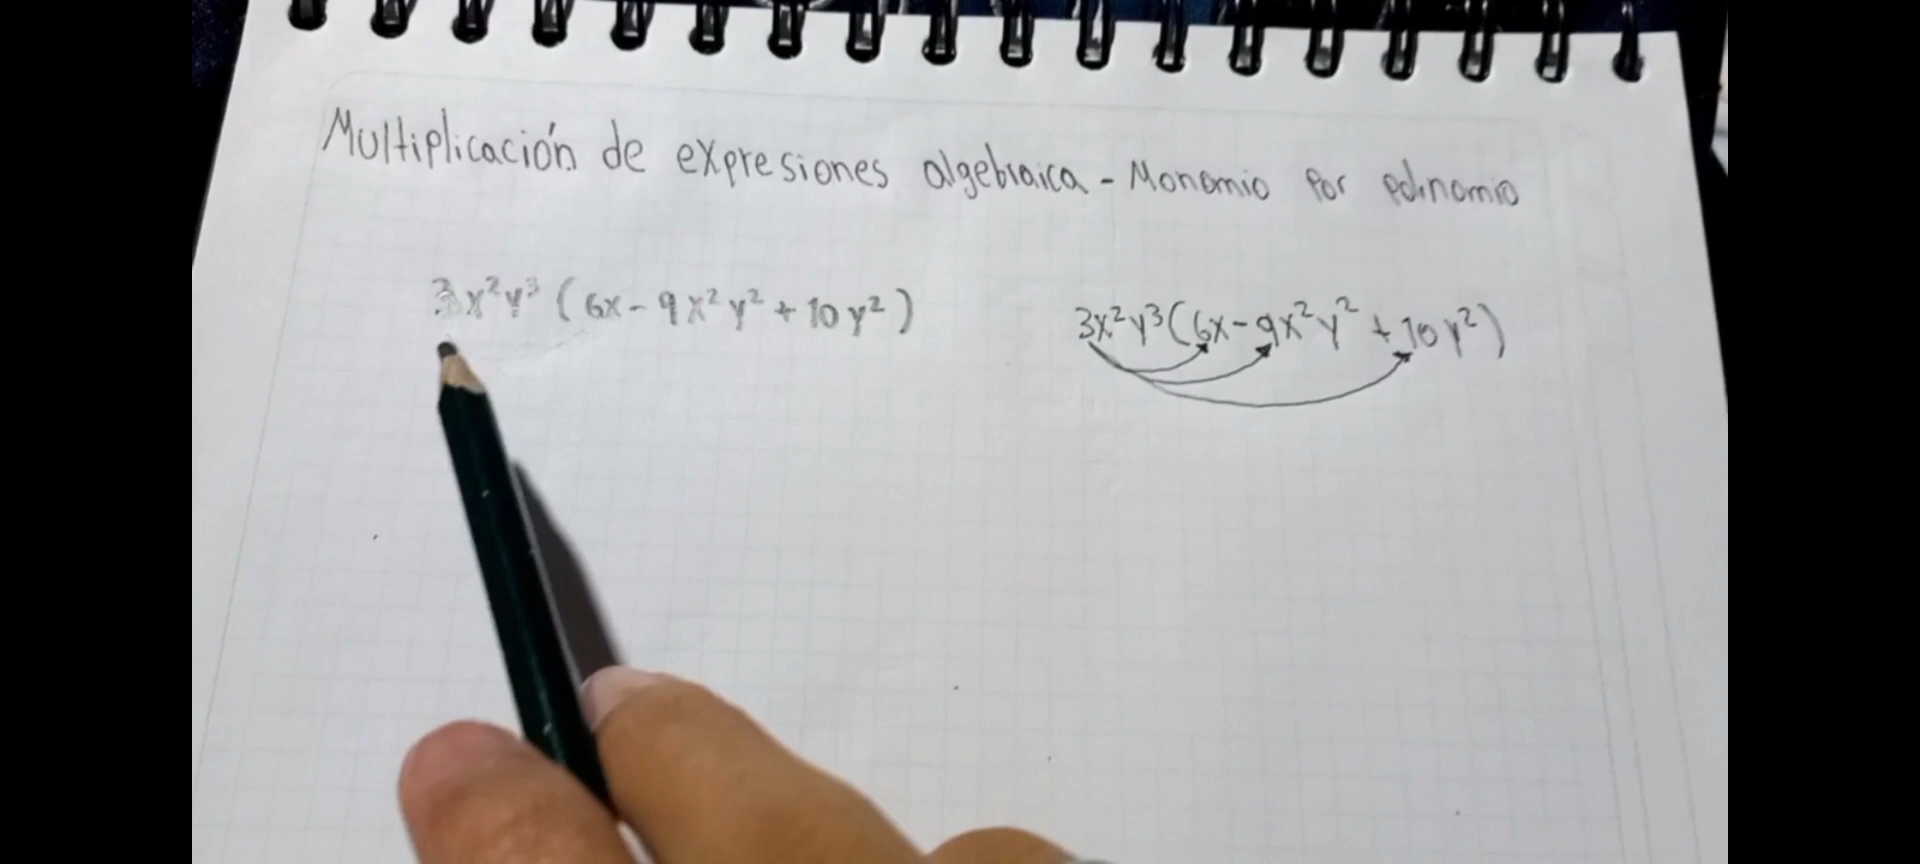 Multiplicación de expresiones algebraica - Monomio por polinomio
3x²y³ (6x - 9x²y² + 10y²)
3x²y³(6x - 9x²y² + 10y²)